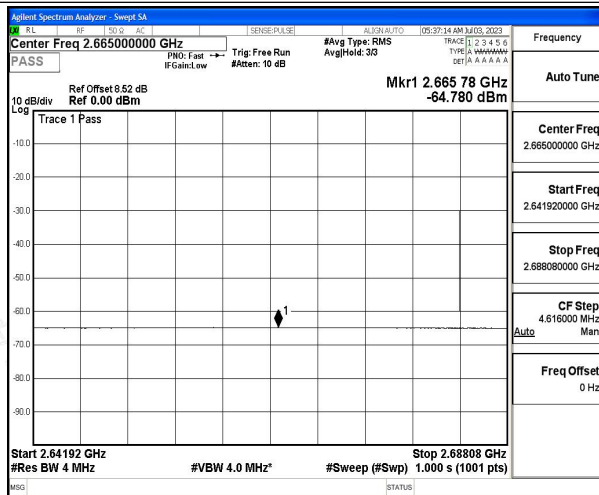 Agilent Spectrum Analyzer - Swept SA
RL RF 50 Ω AC SENSE:PULSE ALIGN AUTO 05:37:14 AM Jul 03, 2023
Center Freq 2.665000000 GHz #Avg Type: RMS TRACE 1 2 3 4 5 6
PASS PNO: Fast Trig: Free Run Avg|Hold: 3/3 TYPE A WWWWW
IFGain:Low #Atten: 10 dB DET A A A A A A
Mkr1 2.665 78 GHz
Ref Offset 8.52 dB
10 dB/div Ref 0.00 dBm -64.780 dBm
Log
Trace 1 Pass
-10.0
-20.0
-30.0
-40.0
-50.0
1
-60.0
-70.0
-80.0
-90.0
Start 2.64192 GHz Stop 2.68808 GHz
#Res BW 4 MHz #VBW 4.0 MHz* #Sweep (#Swp) 1.000 s (1001 pts)
MSG STATUS
Frequency
Auto Tune
Center Freq
2.665000000 GHz
Start Freq
2.641920000 GHz
Stop Freq
2.688080000 GHz
CF Step
4.616000 MHz
Auto Man
Freq Offset
0 Hz